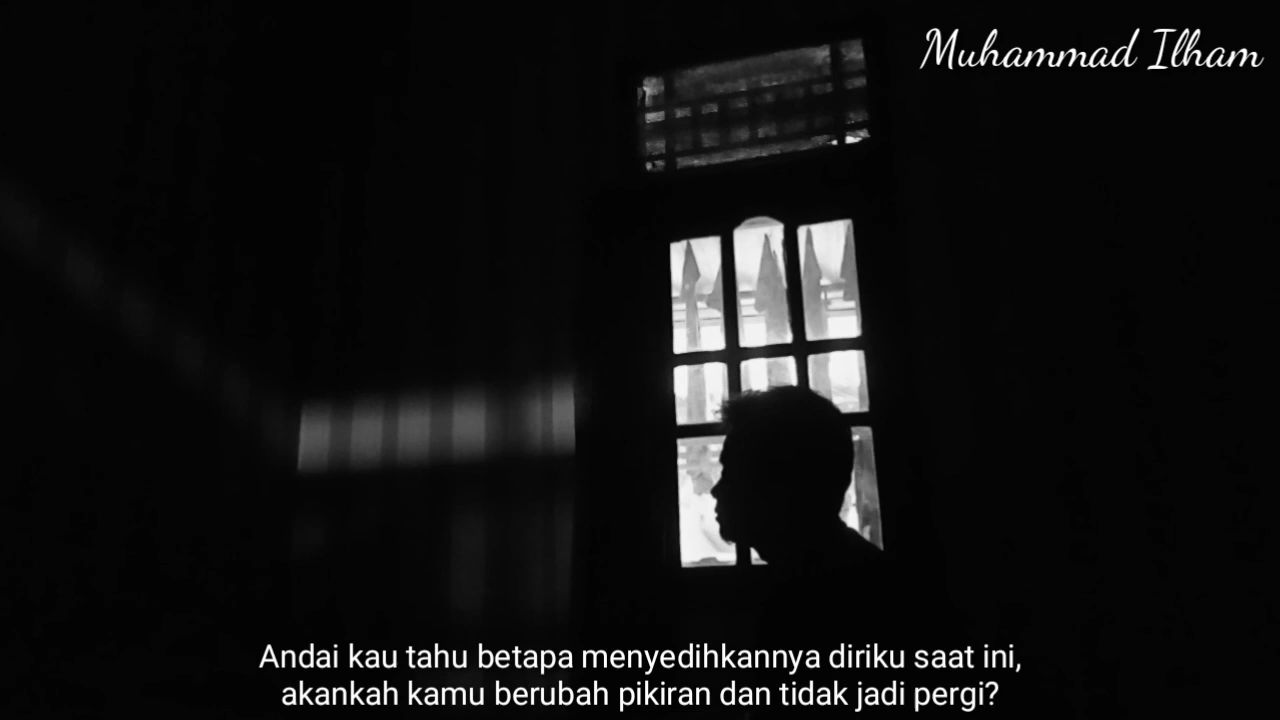 Muhammad Ilham
Andai kau tahu betapa menyedihkannya diriku saat ini,
akankah kamu berubah pikiran dan tidak jadi pergi?